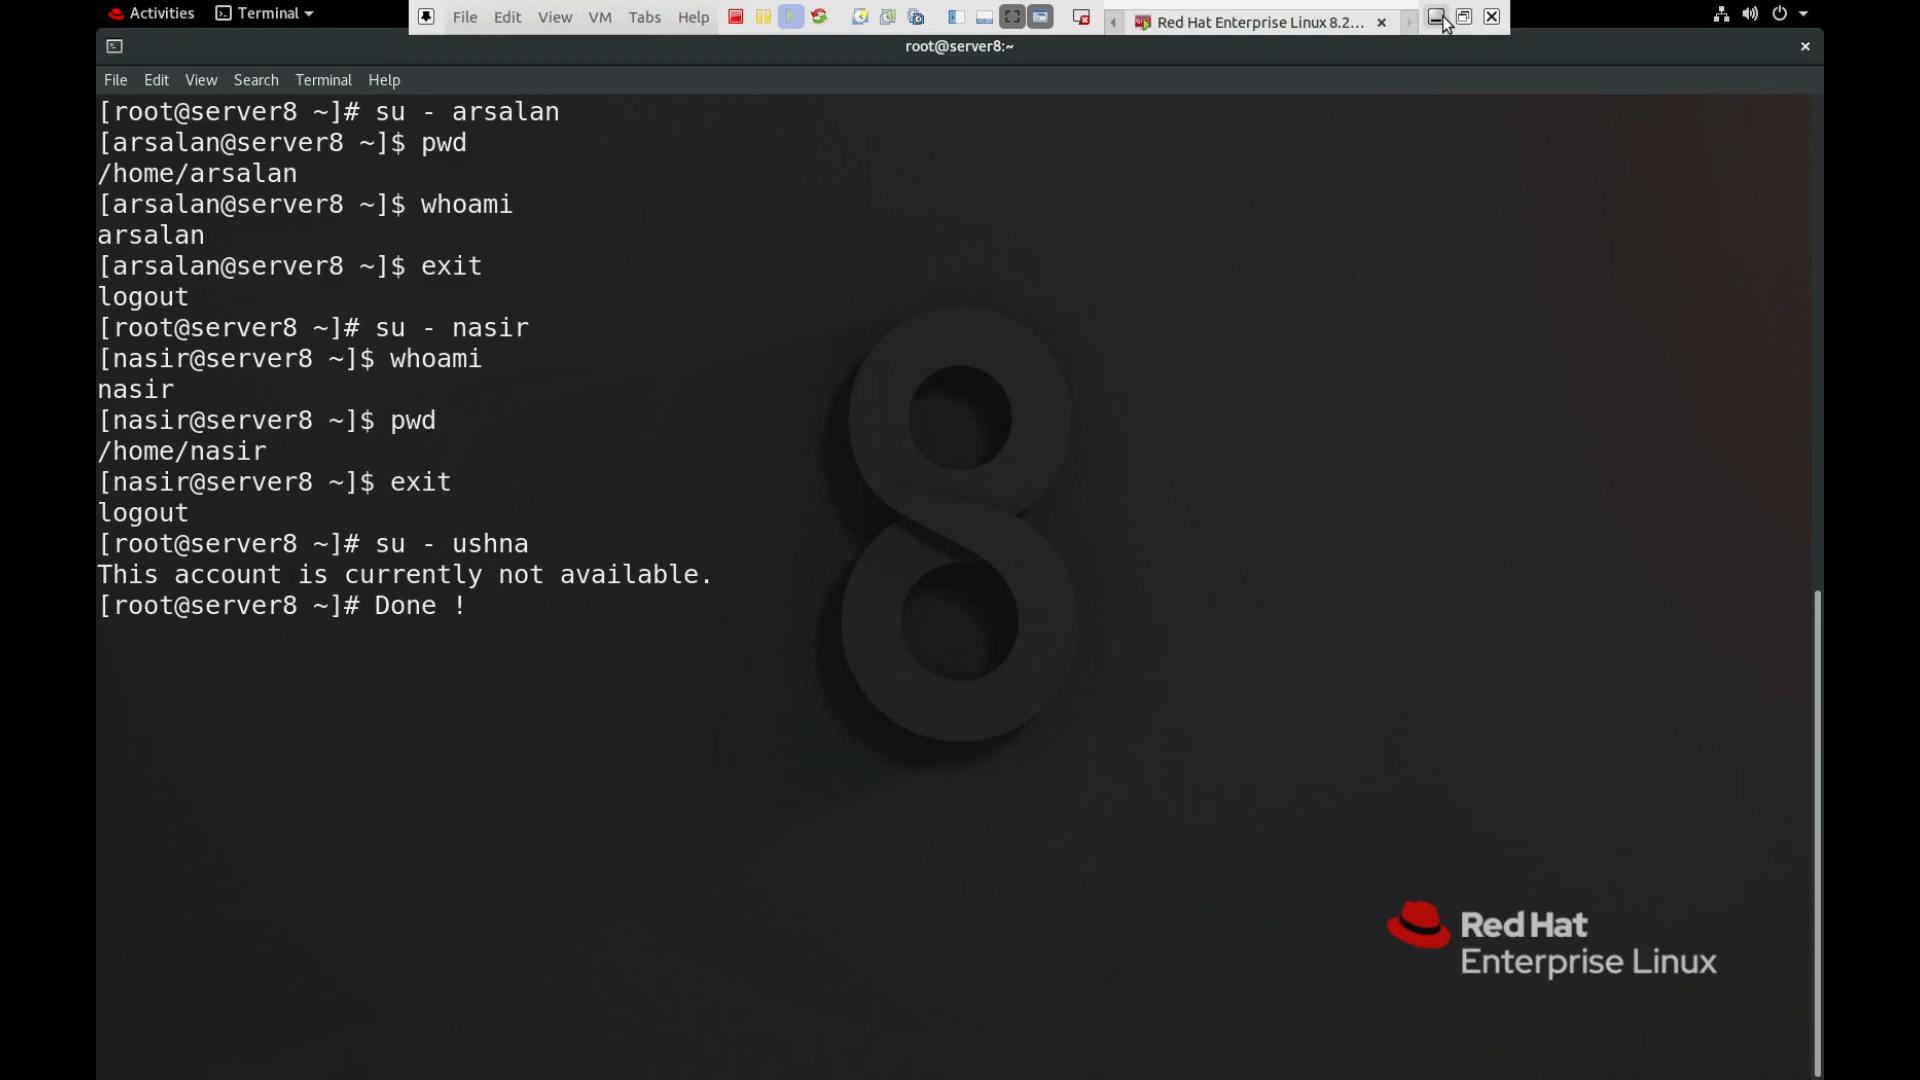 Activities Terminal
File Edit View VM Tabs Help
Red Hat Enterprise Linux 8.2...
root@server8:~
File Edit View Search Terminal Help
[root@server8 ~]# su - arsalan
[arsalan@server8 ~]$ pwd
/home/arsalan
[arsalan@server8 ~]$ whoami
arsalan
[arsalan@server8 ~]$ exit
logout
[root@server8 ~]# su - nasir
[nasir@server8 ~]$ whoami
nasir
[nasir@server8 ~]$ pwd
/home/nasir
[nasir@server8 ~]$ exit
logout
[root@server8 ~]# su - ushna
This account is currently not available.
[root@server8 ~]# Done !
8
Red Hat
Enterprise Linux